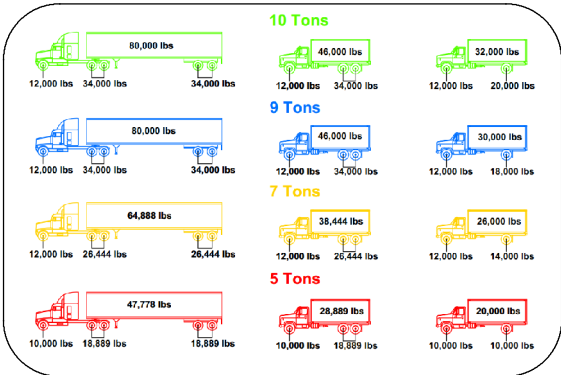 10 Tons
80,000 lbs 46,000 lbs 32,000 lbs
12,000 lbs 34,000 lbs 34,000 lbs 12,000 lbs 34,000 lbs 12,000 lbs 20,000 lbs
9 Tons
80,000 lbs 46,000 lbs 30,000 lbs
12,000 lbs 34,000 lbs 34,000 lbs 12,000 lbs 34,000 lbs 12,000 lbs 18,000 lbs
7 Tons
64,888 lbs 38,444 lbs 26,000 lbs
12,000 lbs 26,444 lbs 26,444 lbs 12,000 lbs 26,444 lbs 12,000 lbs 14,000 lbs
5 Tons
47,778 lbs 28,889 lbs 20,000 lbs
10,000 lbs 18,889 lbs 18,889 lbs 10,000 lbs 18,889 lbs 10,000 lbs 10,000 lbs